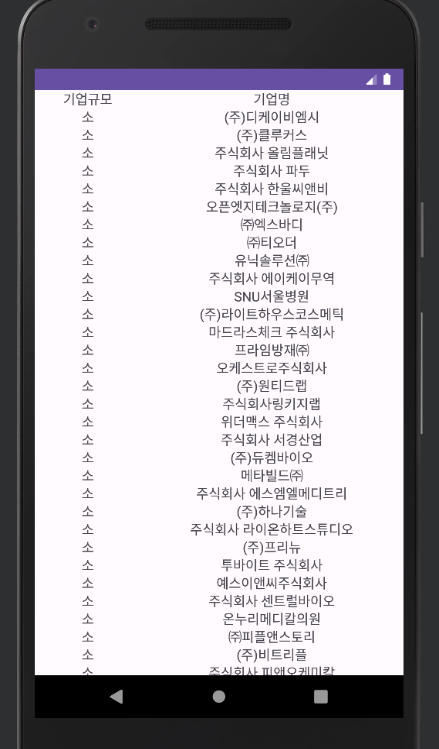 기업규모 기업명
소 (주)디케이비엠시
소 (주)클루커스
소 주식회사 올림플래닛
소 주식회사 파두
소 주식회사 한울씨앤비
소 오픈엣지테크놀로지(주)
소 ㈜엑스바디
소 ㈜티오더
소 유닉솔루션㈜
소 주식회사 에이케이무역
소 SNU서울병원
소 (주)라이트하우스코스메틱
소 마드라스체크 주식회사
소 프라임방재㈜
소 오케스트로주식회사
소 (주)원티드랩
소 주식회사링키지랩
소 위더맥스 주식회사
소 주식회사 서경산업
소 (주)듀켐바이오
소 메타빌드㈜
소 주식회사 에스엠엘메디트리
소 (주)하나기술
소 주식회사 라이온하트스튜디오
소 (주)프리뉴
소 투바이트 주식회사
소 예스이앤씨주식회사
소 주식회사 센트럴바이오
소 온누리메디칼의원
소 ㈜피플앤스토리
소 (주)비트리플
소 주식회사 피앤오케미칼